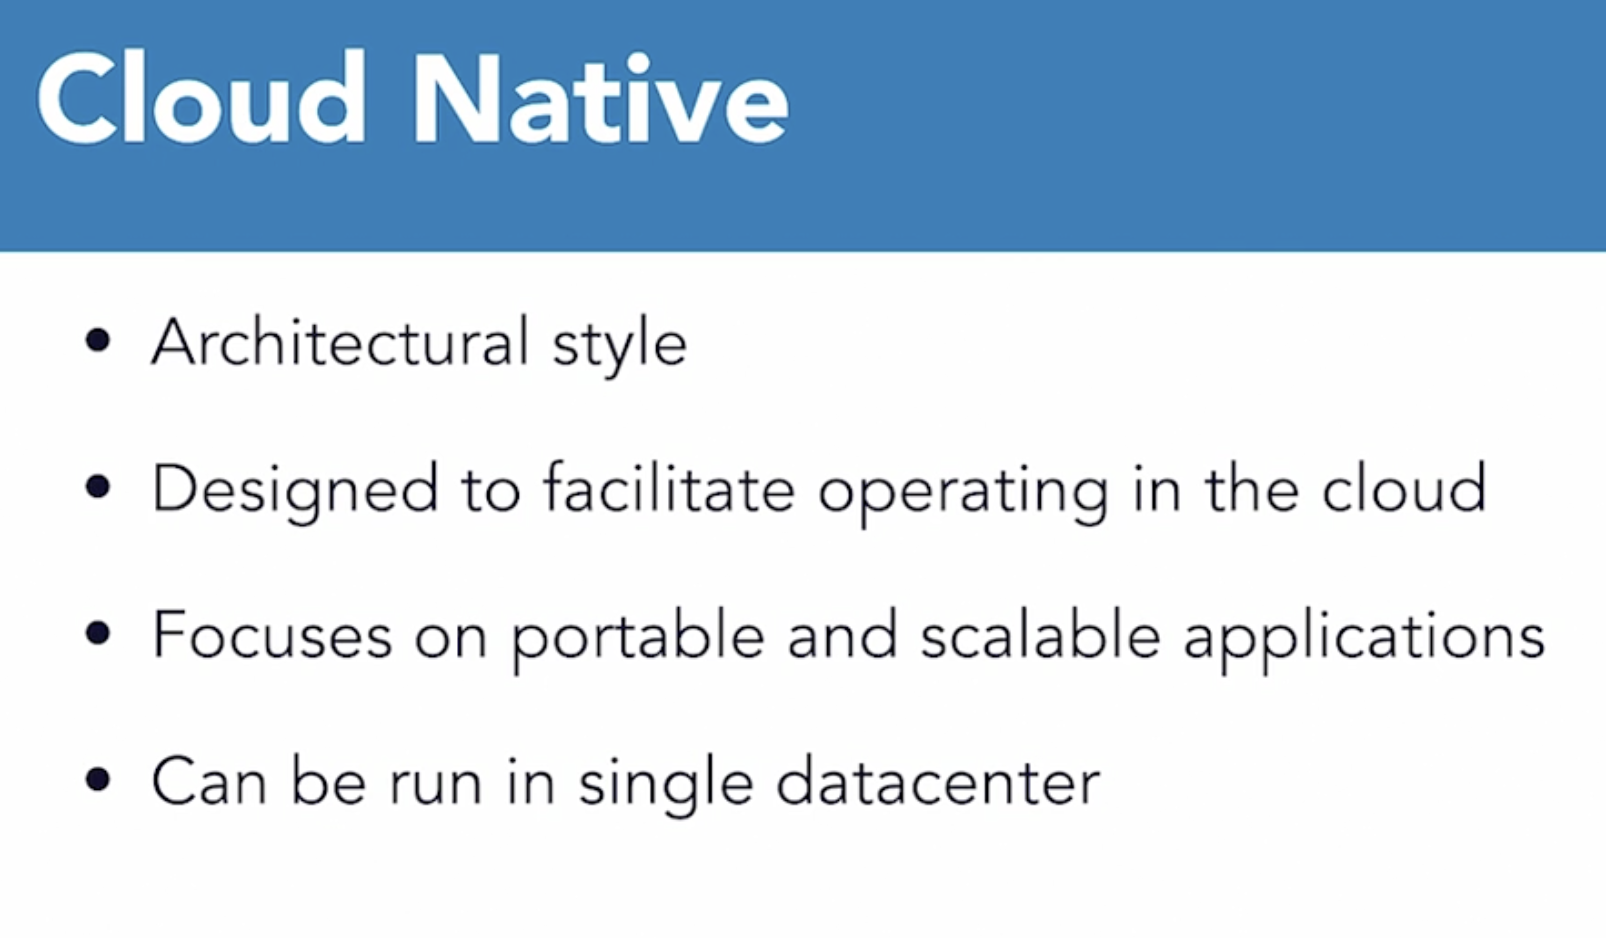 Cloud Native
• Architectural style
• Designed to facilitate operating in the cloud
• Focuses on portable and scalable applications
• Can be run in single datacenter